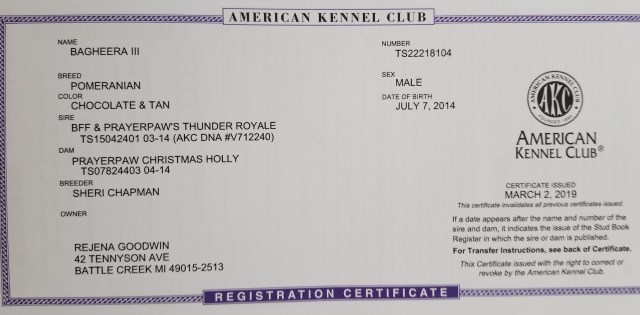 AMERICAN KENNEL CLUB
NAME
BAGHEERA III
NUMBER
TS22218104
BREED
POMERANIAN
SEX
MALE
COLOR
CHOCOLATE & TAN
DATE OF BIRTH
JULY 7, 2014
SIRE
BFF & PRAYERPAW'S THUNDER ROYALE
TS15042401 03-14 (AKC DNA #V712240)
DAM
PRAYERPAW CHRISTMAS HOLLY
TS07824403 04-14
BREEDER
SHERI CHAPMAN
OWNER
REJENA GOODWIN
42 TENNYSON AVE
BATTLE CREEK MI 49015-2513
AMERICAN KENNEL CLUB
AKC
AMERICAN
KENNEL CLUB®
CERTIFICATE ISSUED
MARCH 2, 2019
This certificate invalidates all previous certificates issued.
If a date appears after the name and number of the
sire and dam, it indicates the issue of the Stud Book
Register in which the sire or dam is published.
For Transfer Instructions, see back of Certificate.
This Certificate issued with the right to correct or
revoke by the American Kennel Club.
REGISTRATION CERTIFICATE